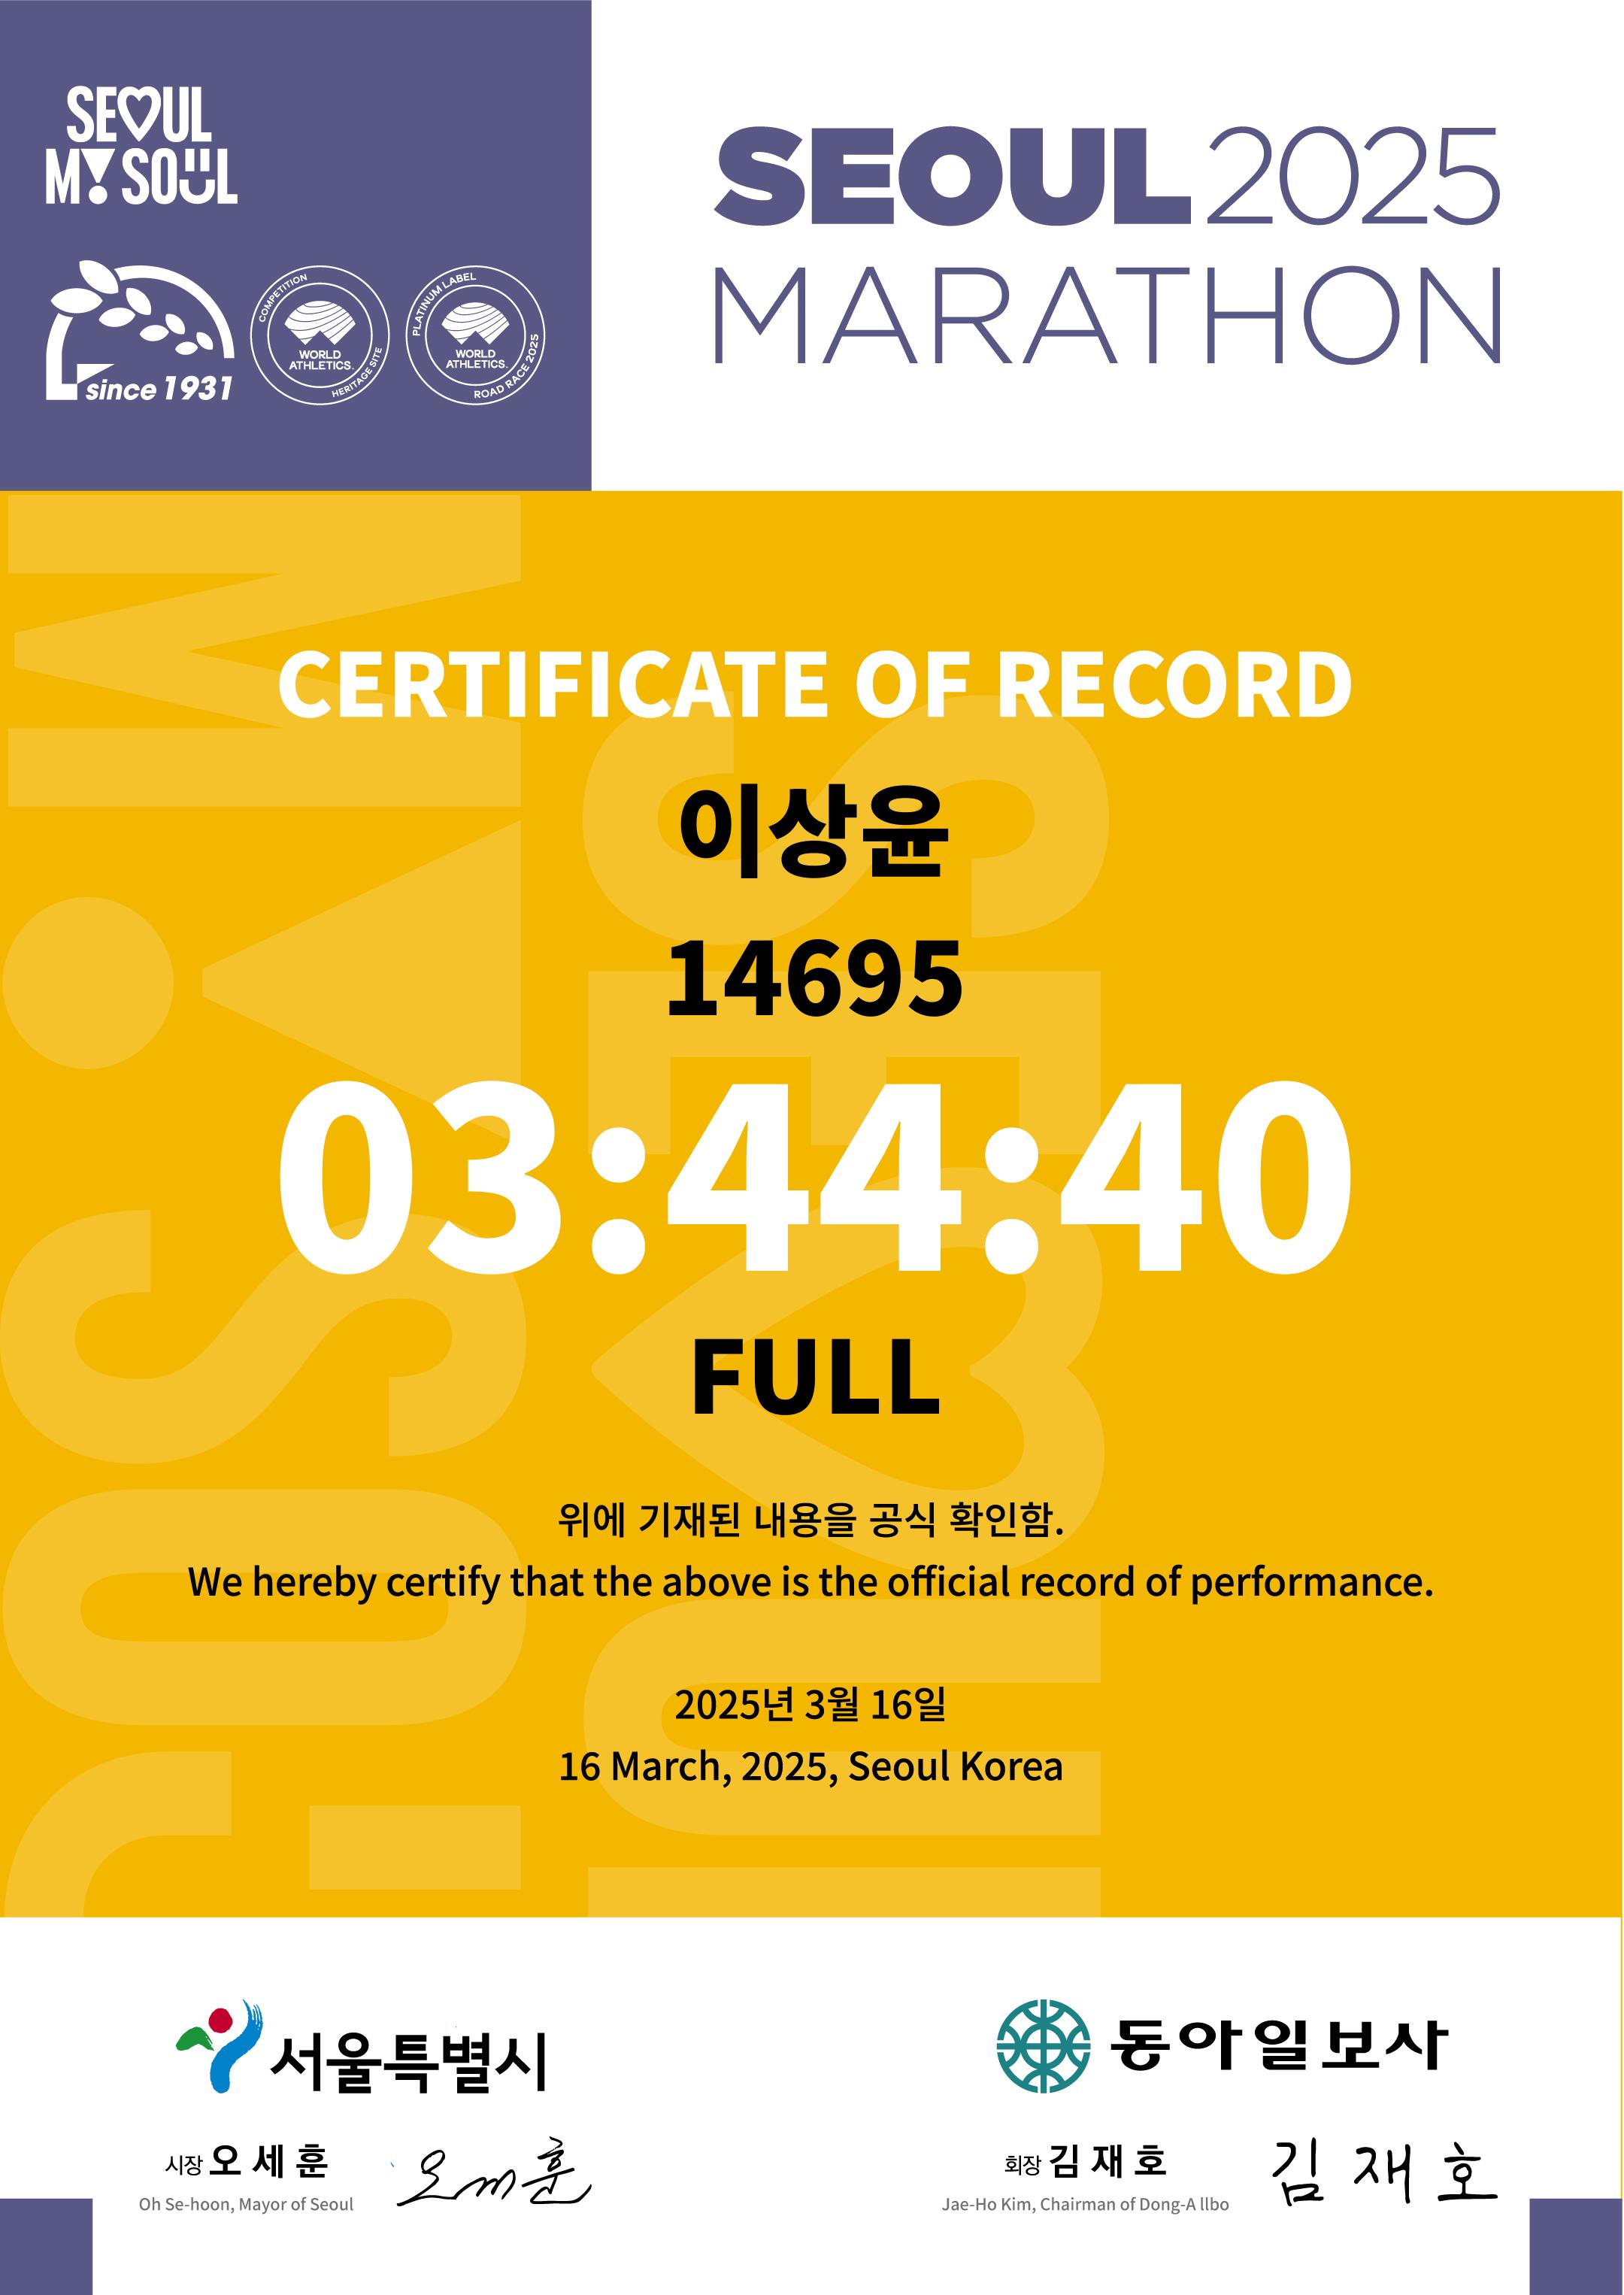 SEOUL
MY SOUL
since 1931
COMPETITION
WORLD
ATHLETICS.
HERITAGE SITE
PLATINUM LABEL
WORLD
ATHLETICS.
ROAD RACE 2025
SEOUL 2025
MARATHON
CERTIFICATE OF RECORD
이상윤
14695
03:44:40
FULL
위에 기재된 내용을 공식 확인함.
We hereby certify that the above is the official record of performance.
2025년 3월 16일
16 March, 2025, Seoul Korea
서울특별시
시장 오세훈 오세훈
Oh Se-hoon, Mayor of Seoul
동아일보사
회장 김재호 김재호
Jae-Ho Kim, Chairman of Dong-A llbo